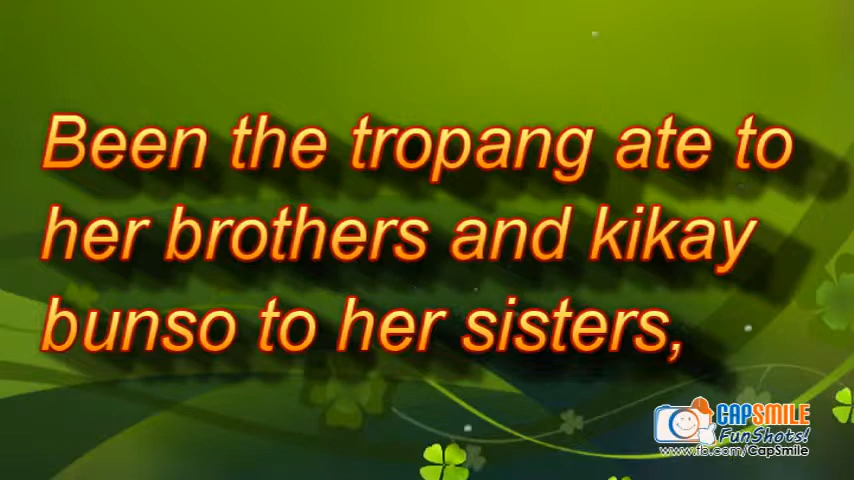 Been the tropang ate to
her brothers and kikay
bunso to her sisters,
CAPSMILE
FunShots!
www.fb.com/CapSmile